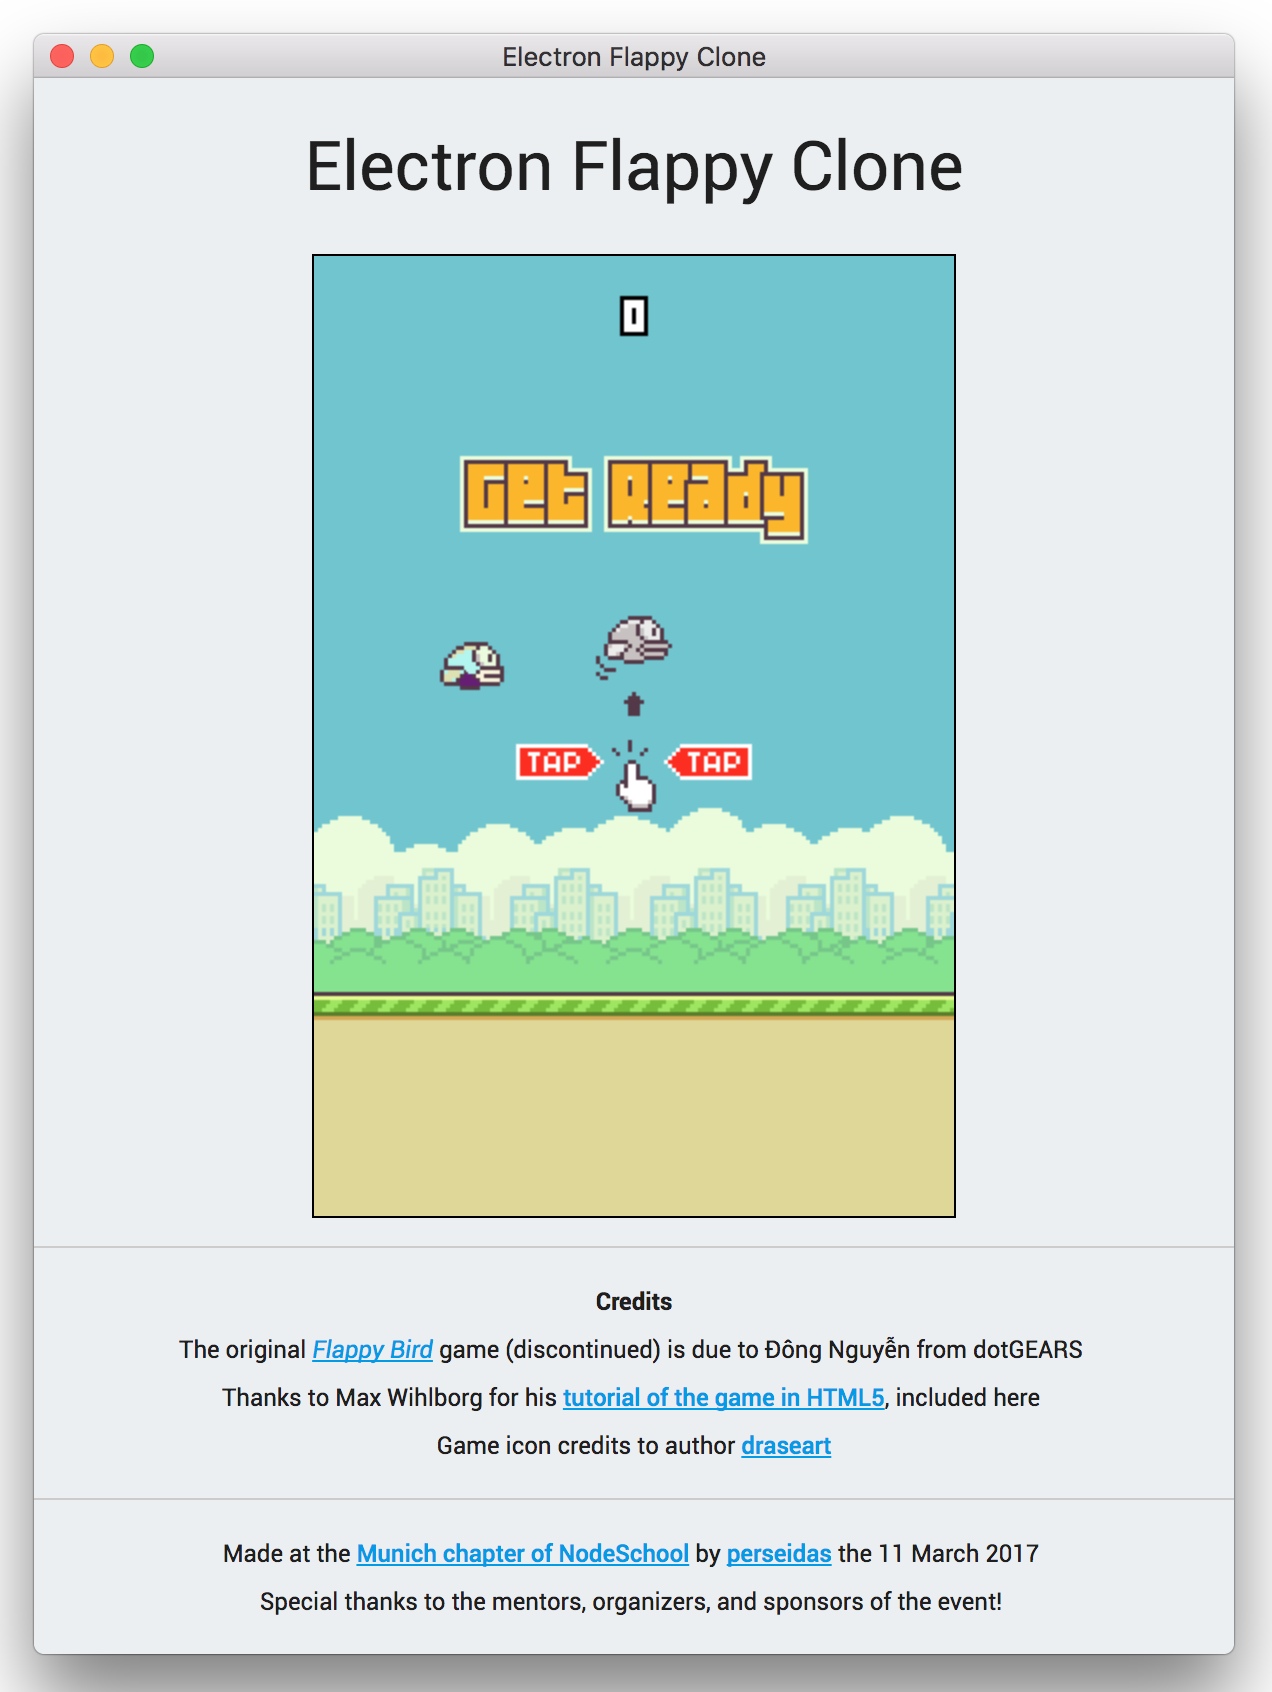 Electron Flappy Clone
Electron Flappy Clone
0
Get Ready
TAP TAP
Credits
The original Flappy Bird game (discontinued) is due to Đông Nguyễn from dotGEARS
Thanks to Max Wihlborg for his tutorial of the game in HTML5, included here
Game icon credits to author draseart
Made at the Munich chapter of NodeSchool by perseidas the 11 March 2017
Special thanks to the mentors, organizers, and sponsors of the event!